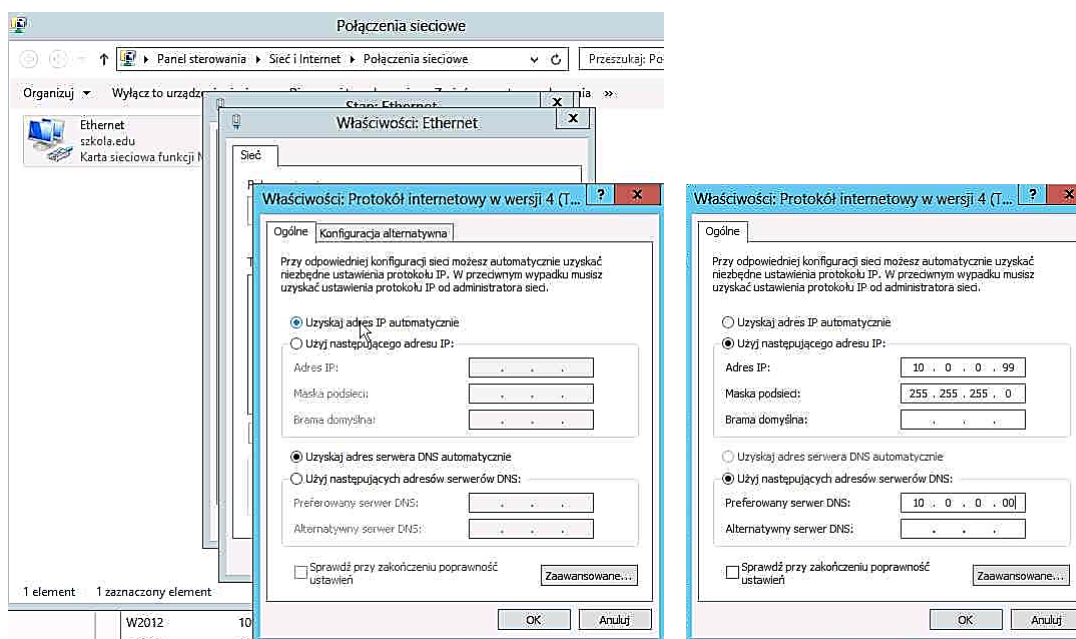 Połączenia sieciowe
Panel sterowania Sieć i Internet Połączenia sieciowe
Przeszukaj: Po
Organizuj Wyłącz to urządz
Ethernet
szkola.edu
Karta sieciowa funkcji
Stan: Ethernet
Właściwości: Ethernet
Sieć
Właściwości: Protokół internetowy w wersji 4 (T...
Ogólne Konfiguracja alternatywna
Przy odpowiedniej konfiguracji sieci możesz automatycznie uzyskać
niezbędne ustawienia protokołu IP. W przeciwnym wypadku musisz
uzyskać ustawienia protokołu IP od administratora sieci.
Uzyskaj adres IP automatycznie
Użyj następującego adresu IP:
Adres IP:
Maska podsieci:
Brama domyślna:
Uzyskaj adres serwera DNS automatycznie
Użyj następujących adresów serwerów DNS:
Preferowany serwer DNS:
Alternatywny serwer DNS:
Sprawdź przy zakończeniu poprawność
ustawień
Zaawansowane...
OK Anuluj
1 element 1 zaznaczony element
W2012 10
Właściwości: Protokół internetowy w wersji 4 (T...
Ogólne
Przy odpowiedniej konfiguracji sieci możesz automatycznie uzyskać
niezbędne ustawienia protokołu IP. W przeciwnym wypadku musisz
uzyskać ustawienia protokołu IP od administratora sieci.
Uzyskaj adres IP automatycznie
Użyj następującego adresu IP:
Adres IP: 10 . 0 . 0 . 99
Maska podsieci: 255 . 255 . 255 . 0
Brama domyślna:
Uzyskaj adres serwera DNS automatycznie
Użyj następujących adresów serwerów DNS:
Preferowany serwer DNS: 10 . 0 . 0 . 00
Alternatywny serwer DNS:
Sprawdź przy zakończeniu poprawność
ustawień
Zaawansowane...
OK Anuluj